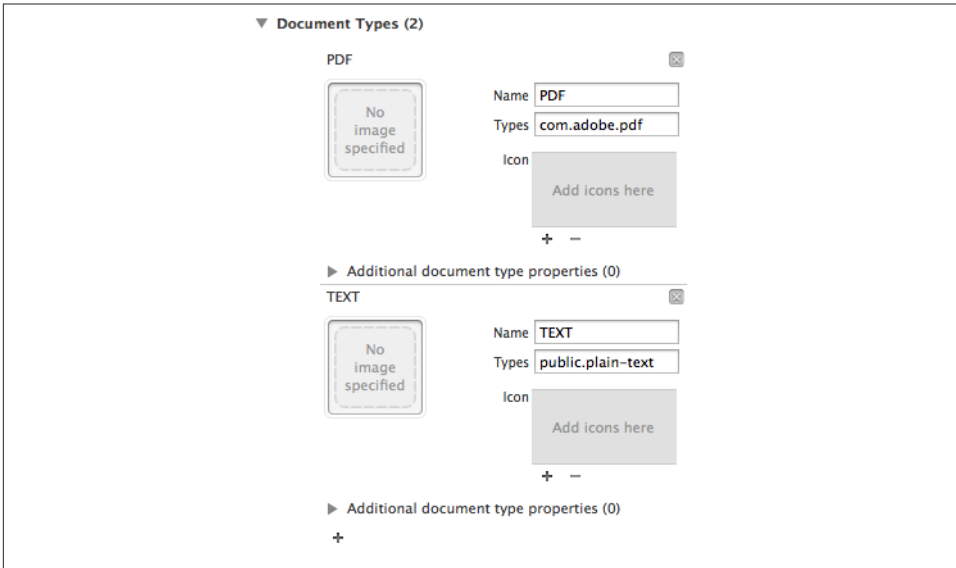 Document Types (2)
PDF
No
image
specified
Name PDF
Types com.adobe.pdf
Icon
Add icons here
Additional document type properties (0)
TEXT
No
image
specified
Name TEXT
Types public.plain-text
Icon
Add icons here
Additional document type properties (0)